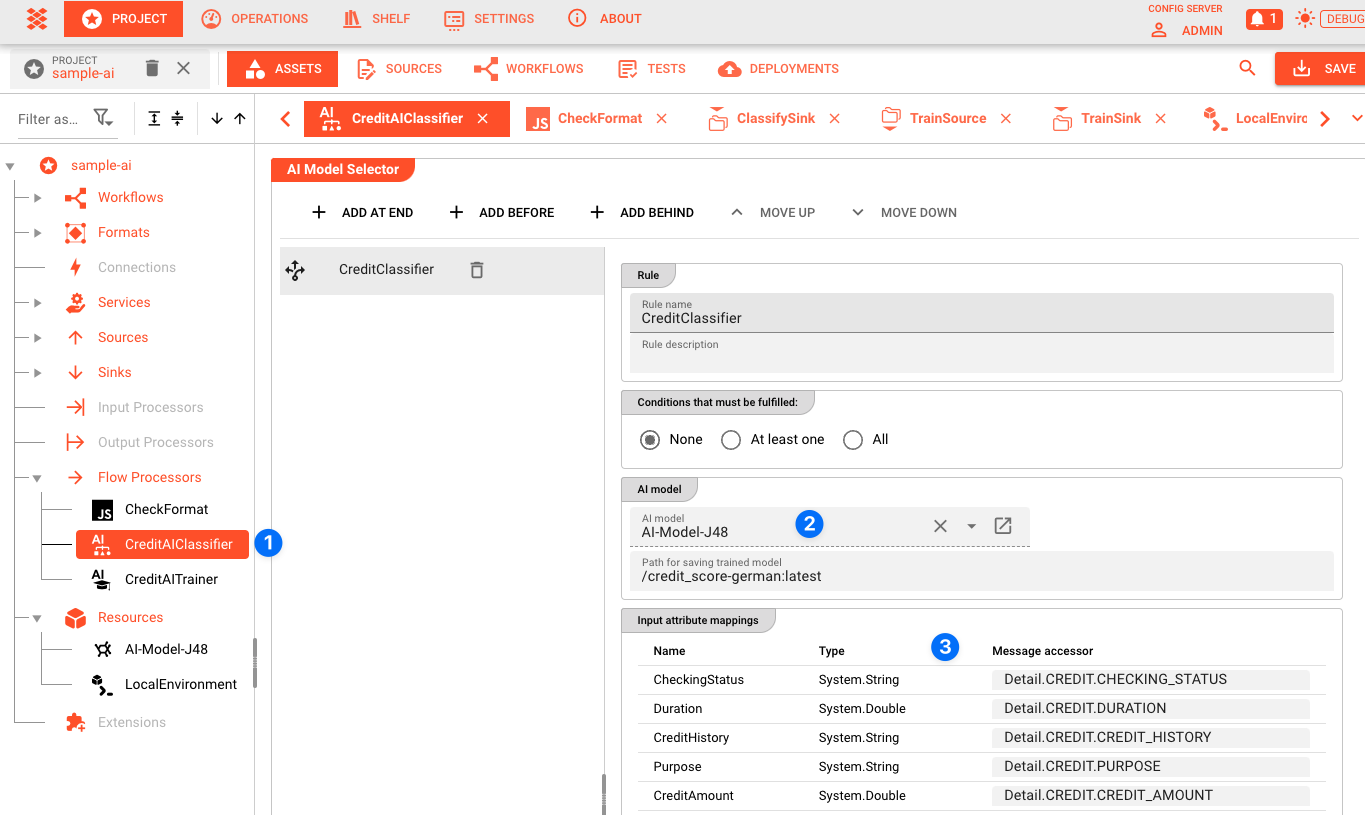 PROJECT
OPERATIONS
SHELF
SETTINGS
ABOUT
CONFIG SERVER
ADMIN
1
DEBUG
PROJECT
sample-ai
ASSETS
SOURCES
WORKFLOWS
TESTS
DEPLOYMENTS
SAVE
Filter as...
AI CreditAIClassifier
JS CheckFormat
ClassifySink
TrainSource
TrainSink
LocalEnviro
sample-ai
Workflows
Formats
Connections
Services
Sources
Sinks
Input Processors
Output Processors
Flow Processors
JS CheckFormat
AI CreditAIClassifier
1
AI CreditAITrainer
Resources
AI-Model-J48
LocalEnvironment
Extensions
AI Model Selector
ADD AT END
ADD BEFORE
ADD BEHIND
MOVE UP
MOVE DOWN
CreditClassifier
Rule
Rule name
CreditClassifier
Rule description
Conditions that must be fulfilled:
None
At least one
All
AI model
AI model
AI-Model-J48
2
Path for saving trained model
/credit_score-german:latest
Input attribute mappings
Name Type 3 Message accessor
CheckingStatus System.String Detail.CREDIT.CHECKING_STATUS
Duration System.Double Detail.CREDIT.DURATION
CreditHistory System.String Detail.CREDIT.CREDIT_HISTORY
Purpose System.String Detail.CREDIT.PURPOSE
CreditAmount System.Double Detail.CREDIT.CREDIT_AMOUNT